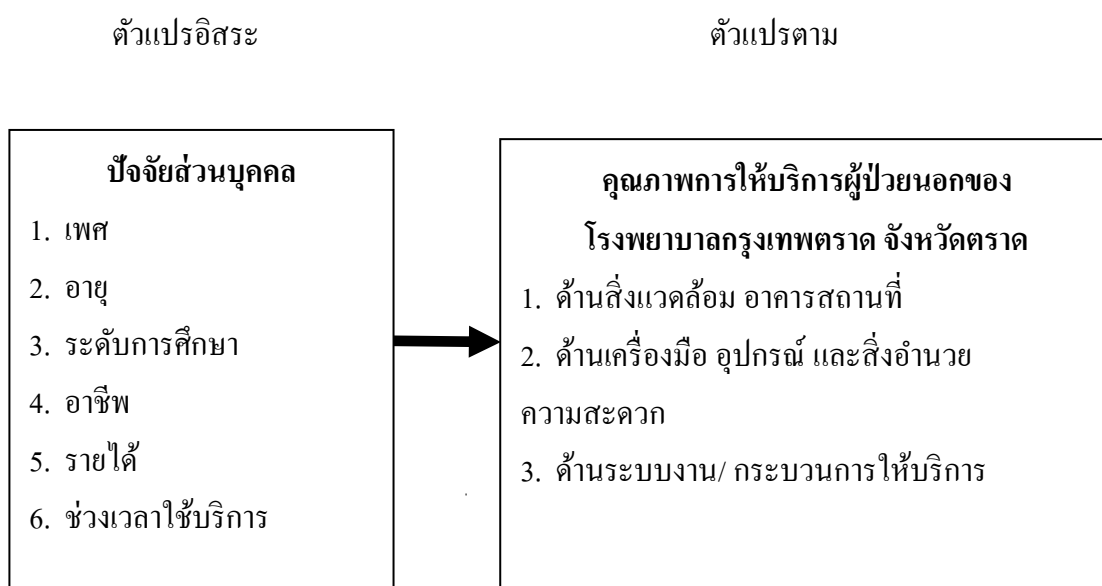 ตัวแปรอิสระ
ตัวแปรตาม
ปัจจัยส่วนบุคคล
1. เพศ
2. อายุ
3. ระดับการศึกษา
4. อาชีพ
5. รายได้
6. ช่วงเวลาใช้บริการ
คุณภาพการให้บริการผู้ป่วยนอกของ
โรงพยาบาลกรุงเทพตราด จังหวัดตราด
1. ด้านสิ่งแวดล้อม อาคารสถานที่
2. ด้านเครื่องมือ อุปกรณ์ และสิ่งอำนวย
ความสะดวก
3. ด้านระบบงาน/ กระบวนการให้บริการ